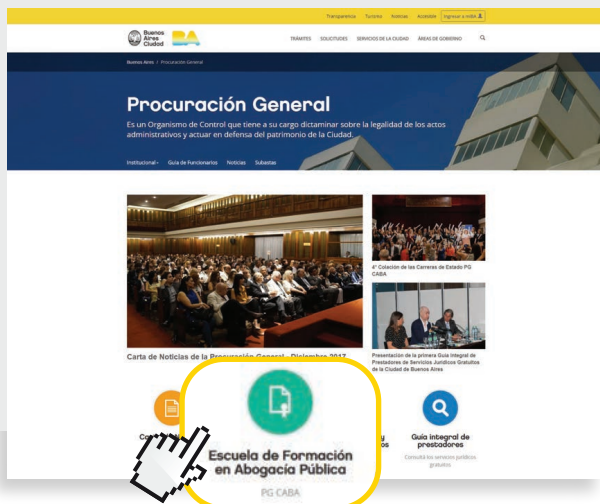 Transparencia Turismo Noticias Accesible Ingresar a miBA
Buenos
Aires
Ciudad
BA
TRÁMITES SOLICITUDES SERVICIOS DE LA CIUDAD ÁREAS DE GOBIERNO
Buenos Aires / Procuración General
Procuración General
Es un Organismo de Control que tiene a su cargo dictaminar sobre la legalidad de los actos
administrativos y actuar en defensa del patrimonio de la Ciudad.
Institucional Guía de Funcionarios Noticias Subastas
4° Colación de las Carreras de Estado PG
CABA
Carta de Noticias de la Procuración General - Diciembre 2017
Presentación de la primera Guía Integral de
Prestadores de Servicios Jurídicos Gratuitos
de la Ciudad de Buenos Aires
Escuela de Formación
en Abogacía Pública
PG CABA
Guía integral de
prestadores
Consultá los servicios jurídicos
gratuitos